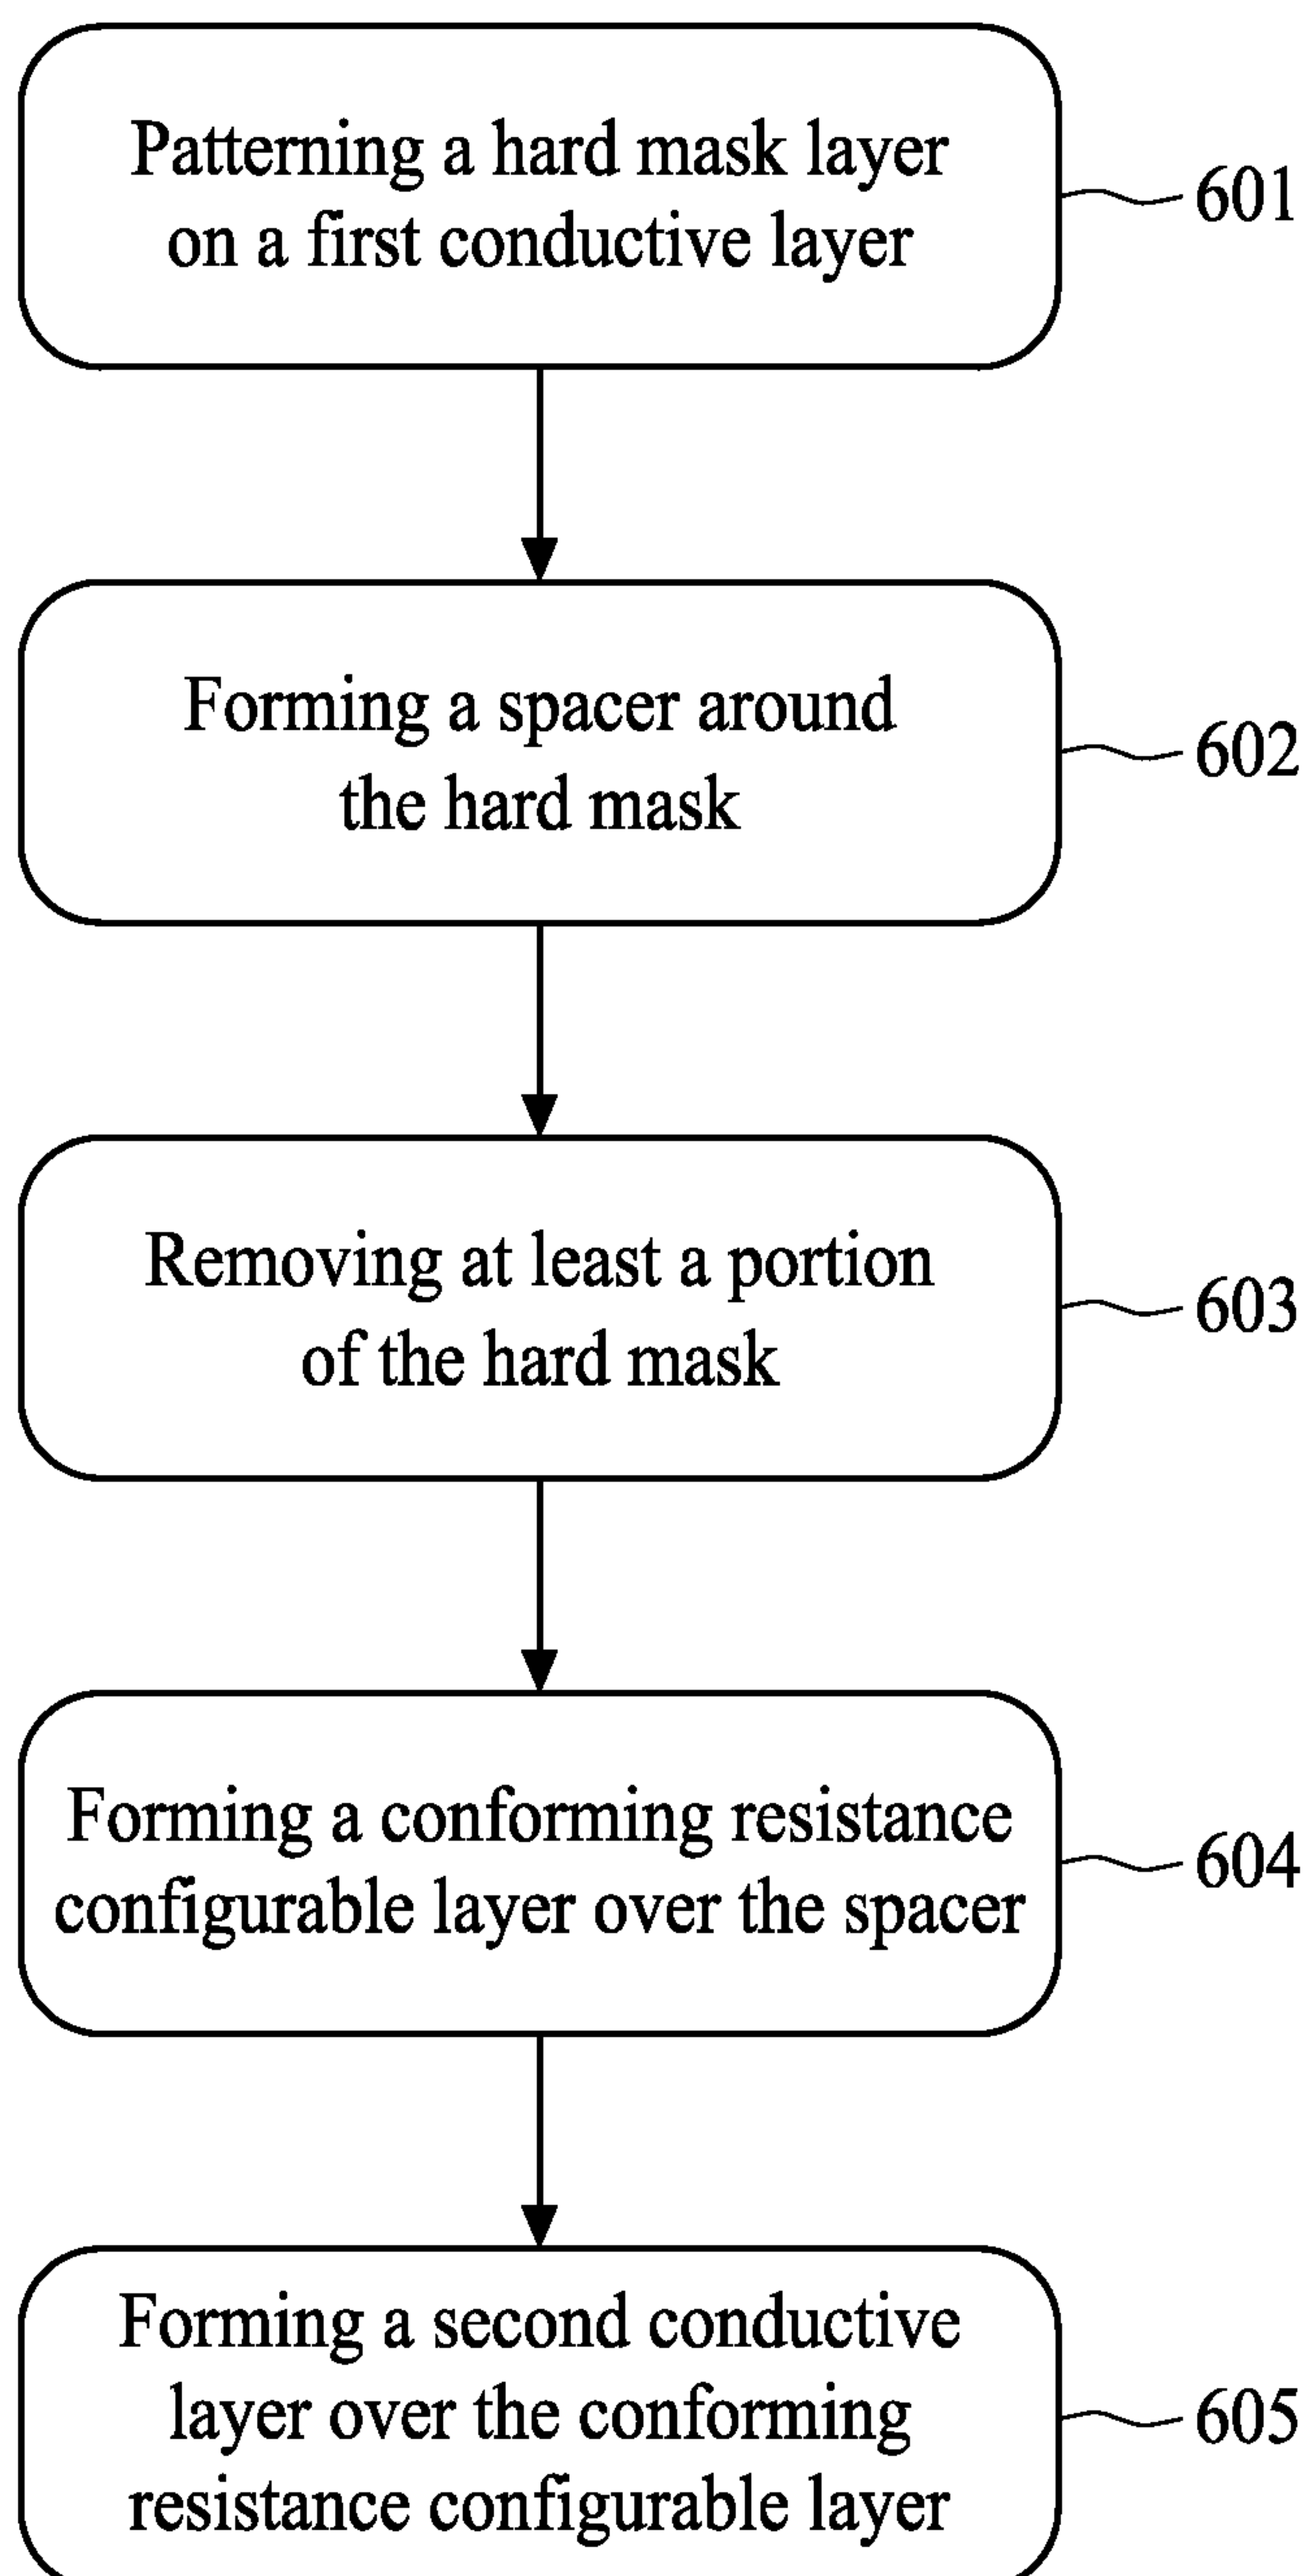 Patterning a hard mask layer
on a first conductive layer
601
Forming a spacer around
the hard mask
602
Removing at least a portion
of the hard mask
603
Forming a conforming resistance
configurable layer over the spacer
604
Forming a second conductive
layer over the conforming
resistance configurable layer
605